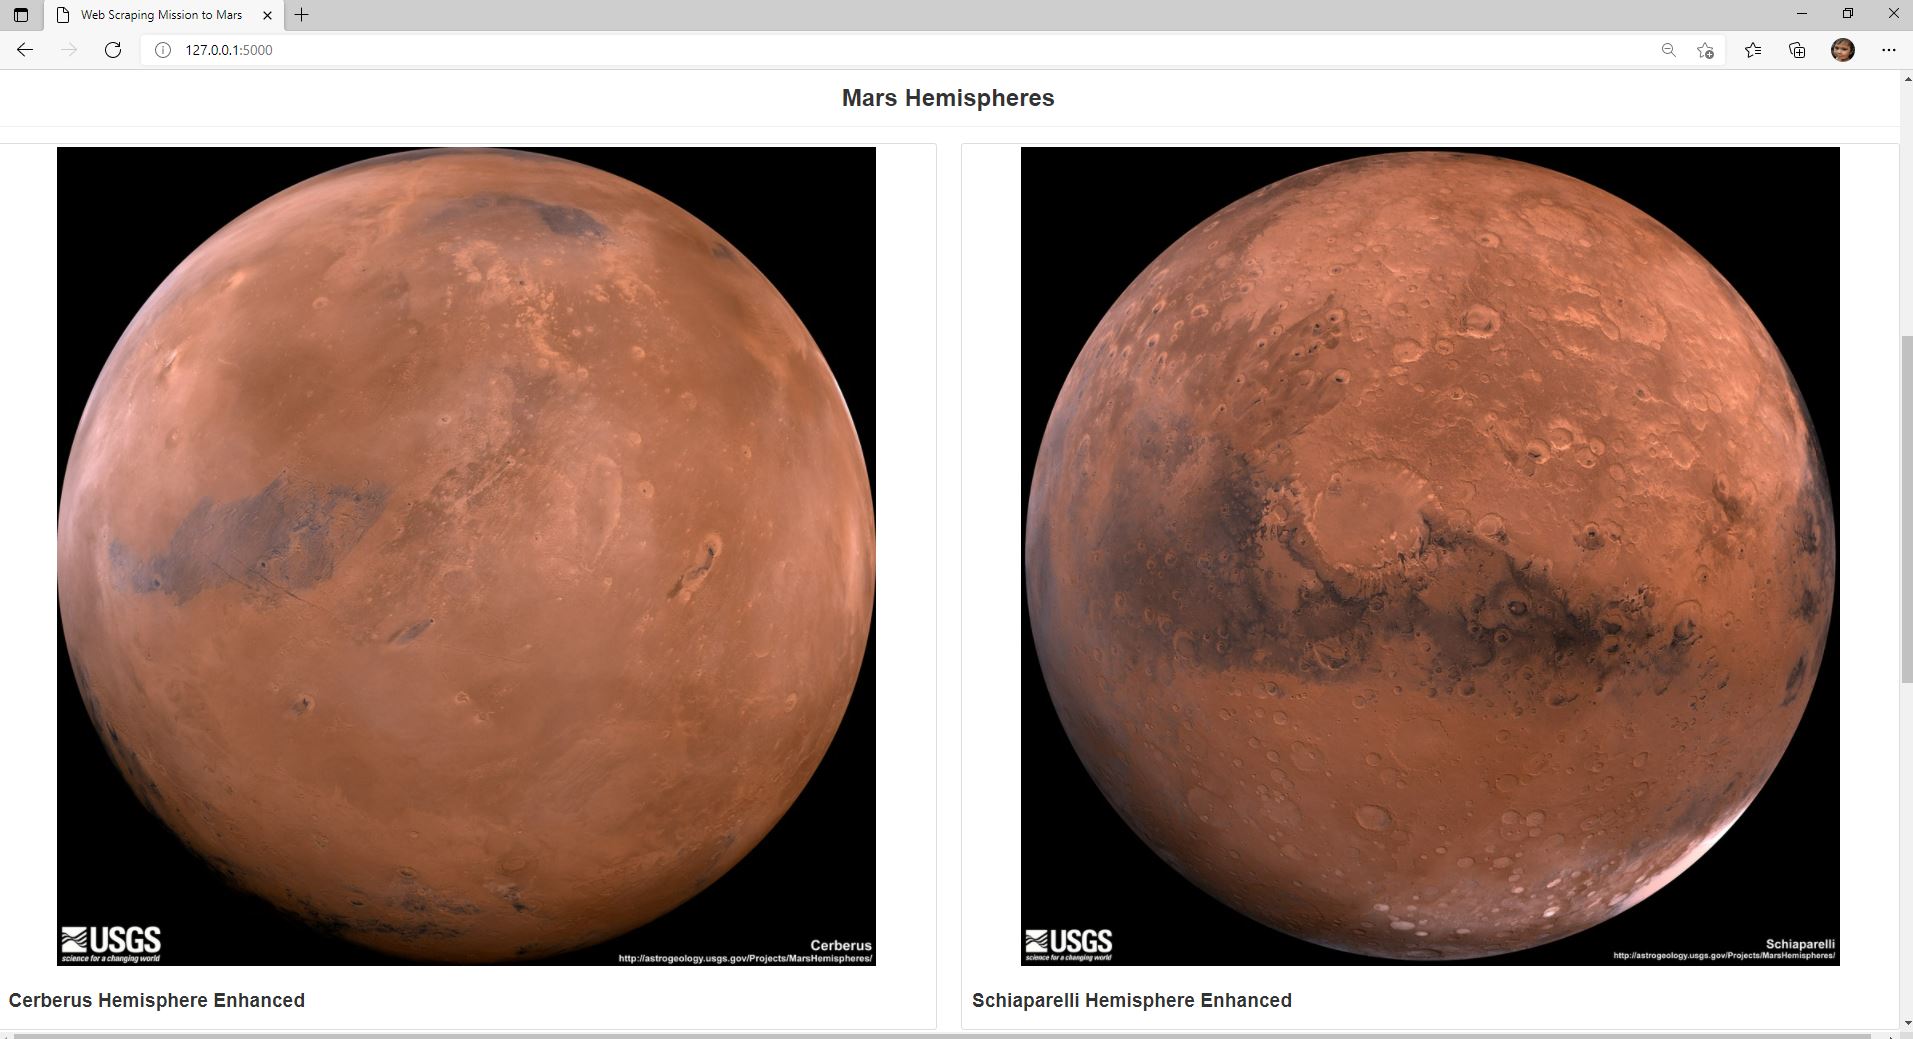 Web Scraping Mission to Mars
127.0.0.1:5000
Mars Hemispheres
USGS
science for a changing world
Cerberus
http://astrogeology.usgs.gov/Projects/MarsHemispheres/
Cerberus Hemisphere Enhanced
USGS
science for a changing world
Schiaparelli
http://astrogeology.usgs.gov/Projects/MarsHemispheres/
Schiaparelli Hemisphere Enhanced